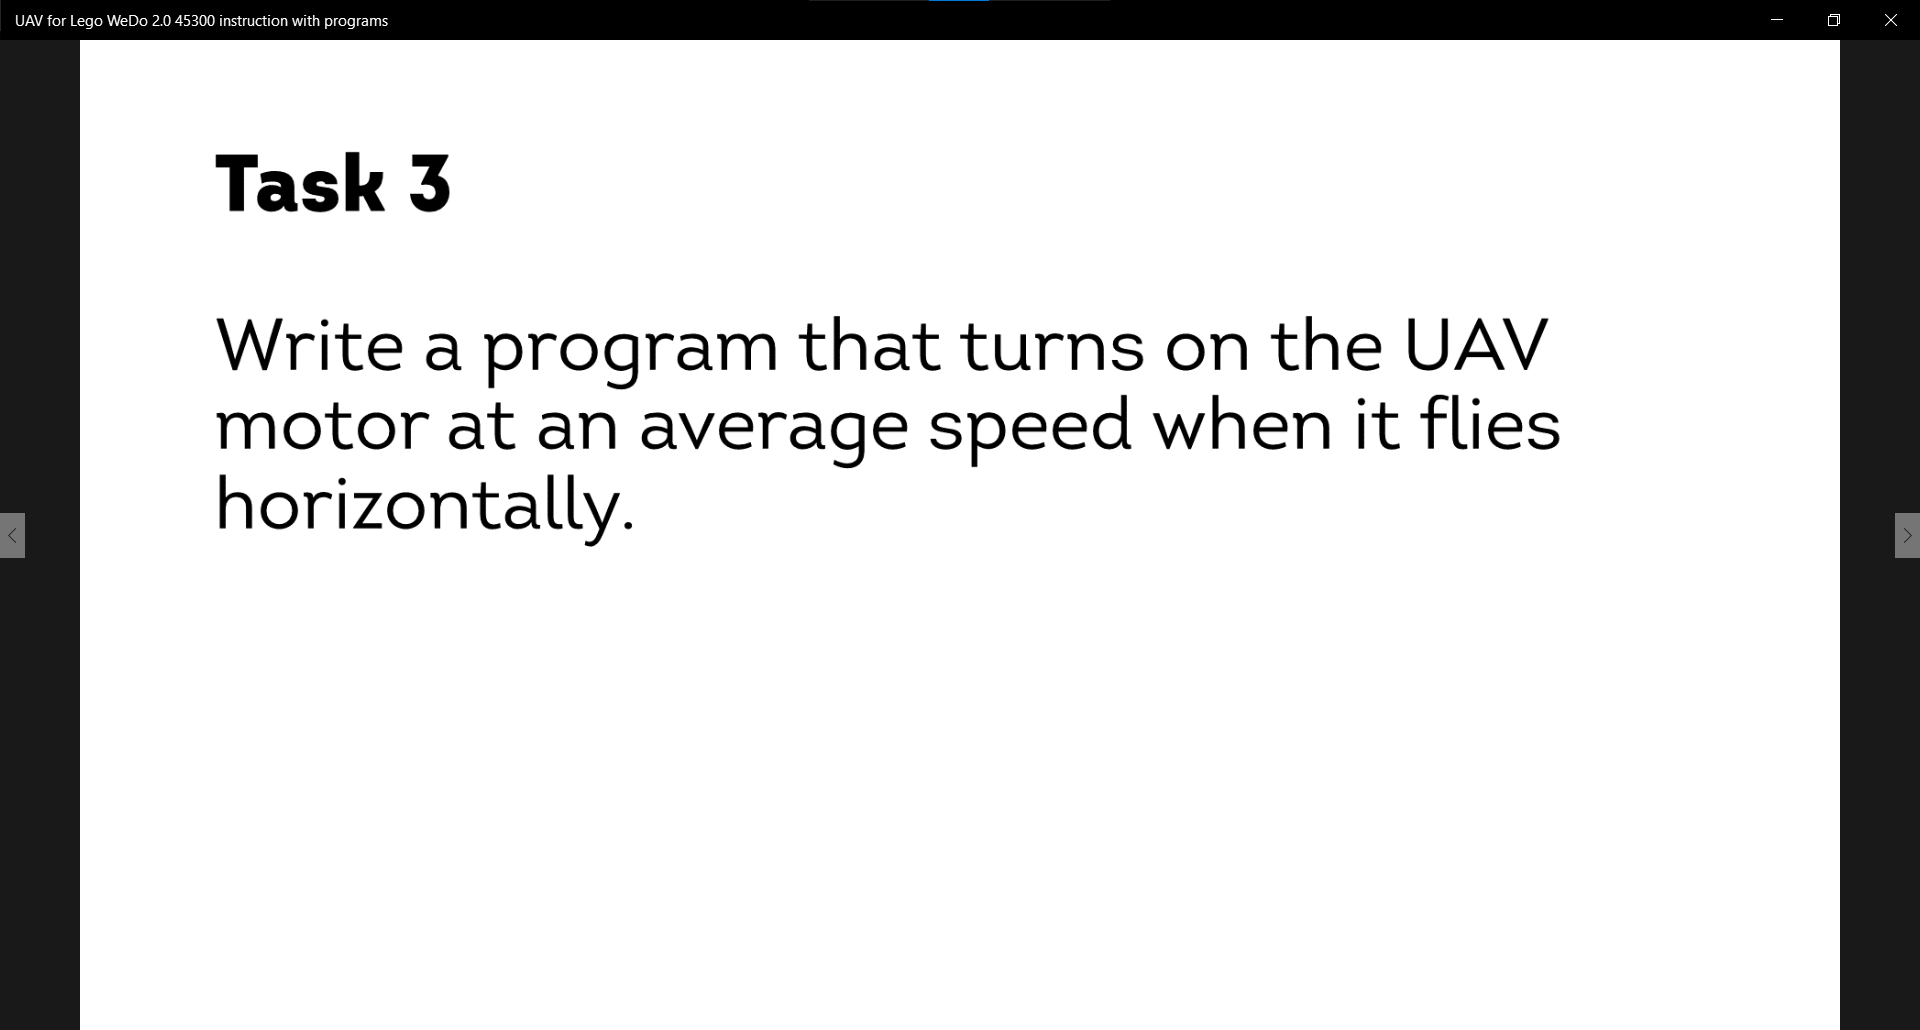 UAV for Lego WeDo 2.0 45300 instruction with programs
Task 3
Write a program that turns on the UAV
motor at an average speed when it flies
horizontally.